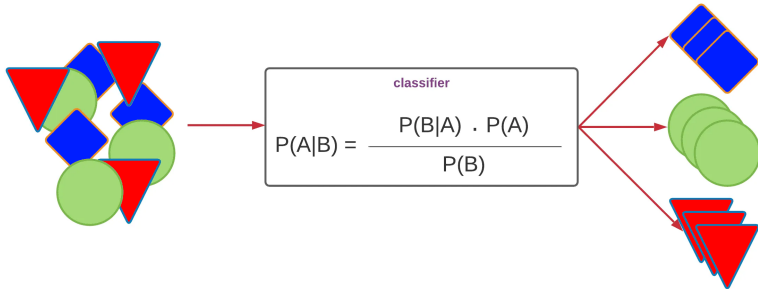 classifier
P(B|A) . P(A)
P(A|B) =
P(B)